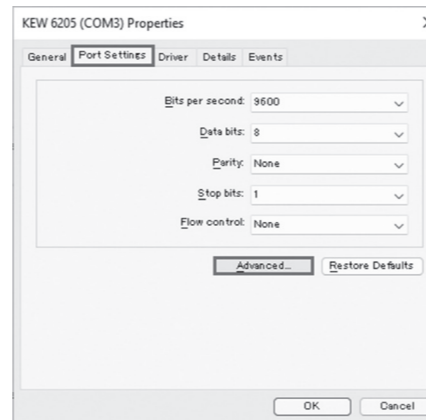 KEW 6205 (COM3) Properties
General Port Settings Driver Details Events
Bits per second: 9600
Data bits: 8
Parity: None
Stop bits: 1
Flow control: None
Advanced... Restore Defaults
OK Cancel